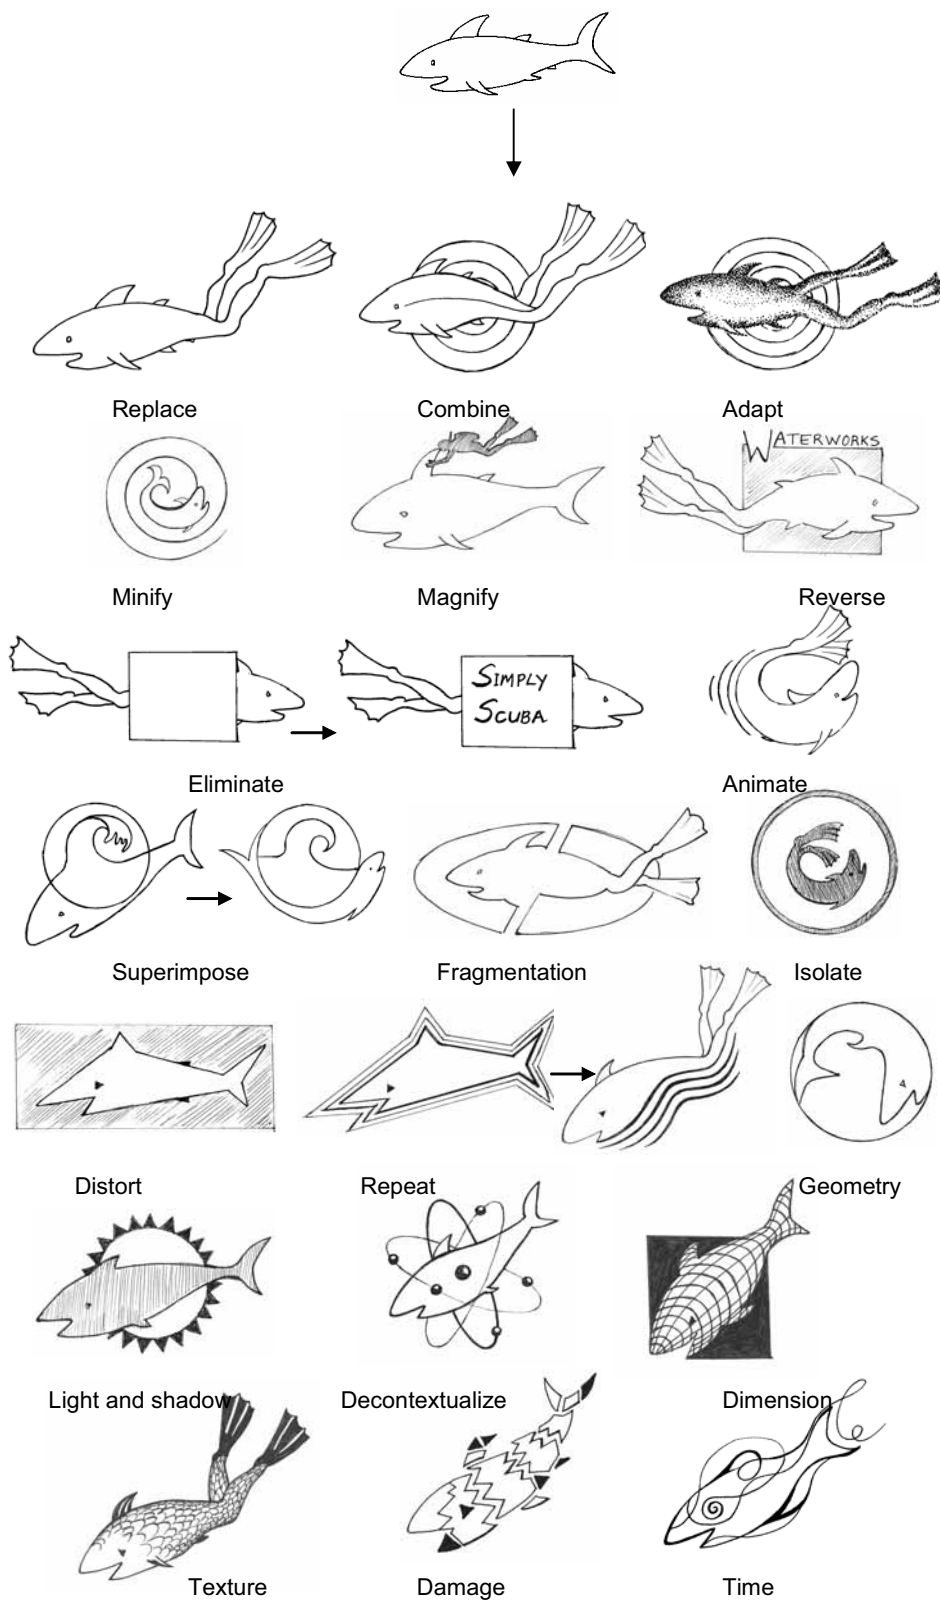 Replace
Combine
Adapt
WATERWORKS
Minify
Magnify
Reverse
SIMPLY
SCUBA
Eliminate
Animate
Superimpose
Fragmentation
Isolate
Distort
Repeat
Geometry
Light and shadow
Decontextualize
Dimension
Texture
Damage
Time